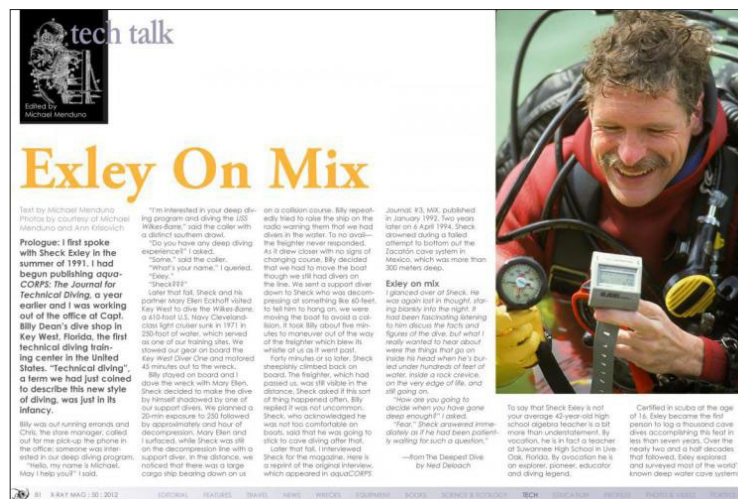 tech talk
Edited by
Michael Menduno
Exley On Mix
Text by Michael Menduno
Photos by courtesy of Michael
Menduno and Ann Kristovich
Prologue: I first spoke
with Sheck Exley in the
summer of 1991. I had
begun publishing aqua-
CORPS: The Journal for
Technical Diving, a year
earlier and I was working
out of the office at Capt.
Billy Dean's dive shop in
Key West, Florida, the first
technical diving train-
ing center in the United
States. "Technical diving",
a term we had just coined
to describe this new style
of diving, was just in its
infancy.
Billy was out running errands and
Chris, the store manager, called
out for me pick-up the phone in
the office; someone was inter-
ested in our deep diving program.
"Hello, my name is Michael.
May I help you?" I said.
"I'm interested in your deep div-
ing program and diving the USS
Wilkes-Barre," said the caller with
a distinct southern drawl.
"Do you have any deep diving
experience?" I asked.
"Some," said the caller.
"What's your name," I queried.
"Exley."
"Sheck???"
Later that fall, Sheck and his
partner Mary Ellen Eckhoff visited
Key West to dive the Wilkes-Barre,
a 610-foot U.S. Navy Cleveland-
class light cruiser sunk in 1971 in
250-foot of water, which served
as one of our training sites. We
stowed our gear on board the
Key West Diver One and motored
45 minutes out to the wreck.
Billy stayed on board and I
dove the wreck with Mary Ellen.
Sheck decided to make the dive
by himself shadowed by one of
our support divers. We planned a
20-min exposure to 250 followed
by approximately and hour of
decompression. Mary Ellen and
I surfaced, while Sheck was still
on the decompression line with a
support diver. In the distance, we
noticed that there was a large
cargo ship bearing down on us
on a collision course. Billy repeat-
edly tried to raise the ship on the
radio warning them that we had
divers in the water. To no avail—
the freighter never responded.
As it drew closer with no signs of
changing course, Billy decided
that we had to move the boat
though we still had divers on
the line. We sent a support diver
down to Sheck who was decom-
pressing at something like 60-feet,
to tell him to hang on, we were
moving the boat to avoid a col-
lision. It took Billy about five min-
utes to maneuver out of the way
of the freighter which blew its
whistle at us as it went past.
Forty minutes or so later, Sheck
sheepishly climbed back on
board. The freighter, which had
passed us, was still visible in the
distance. Sheck asked if this sort
of thing happened often. Billy
replied it was not uncommon.
Sheck, who acknowledged he
was not too comfortable on
boats, said that he was going to
stick to cave diving after that.
Later that fall, I interviewed
Sheck for the magazine. Here is
a reprint of the original interview,
which appeared in aquaCORPS
Journal, #3, MIX, published
in January 1992. Two years
later on 6 April 1994, Sheck
drowned during a failed
attempt to bottom out the
Zacatón cave system in
Mexico, which was more than
300 meters deep.
Exley on mix
I glanced over at Sheck. He
was again lost in thought, star-
ing blankly into the night. It
had been fascinating listening
to him discuss the facts and
figures of the dive, but what I
really wanted to hear about
were the things that go on
inside his head when he's bur-
ied under hundreds of feet of
water, inside a rock crevice,
on the very edge of life, and
still going on.
"How are you going to
decide when you have gone
deep enough?" I asked.
"Fear," Sheck answered imme-
diately as if he had been patient-
ly waiting for such a question."
—From The Deepest Dive
by Ned Deloach
To say that Sheck Exley is not
your average 42-year-old high
school algebra teacher is a bit
more than understatement. By
vocation, he is in fact a teacher
at Suwannee High School in Live
Oak, Florida. By avocation he is
an explorer, pioneer, educator
and diving legend.
Certified in scuba at the age
of 16, Exley became the first
person to log a thousand cave
dives accomplishing this feat in
less than seven years. Over the
nearly two and a half decades
that followed, Exley explored
and surveyed most of the world'
known deep water cave systems
81 X-RAY MAG : 50 : 2012 EDITORIAL FEATURES TRAVEL NEWS WRECKS EQUIPMENT BOOKS SCIENCE & ECOLOGY TECH EDUCATION PROFILES